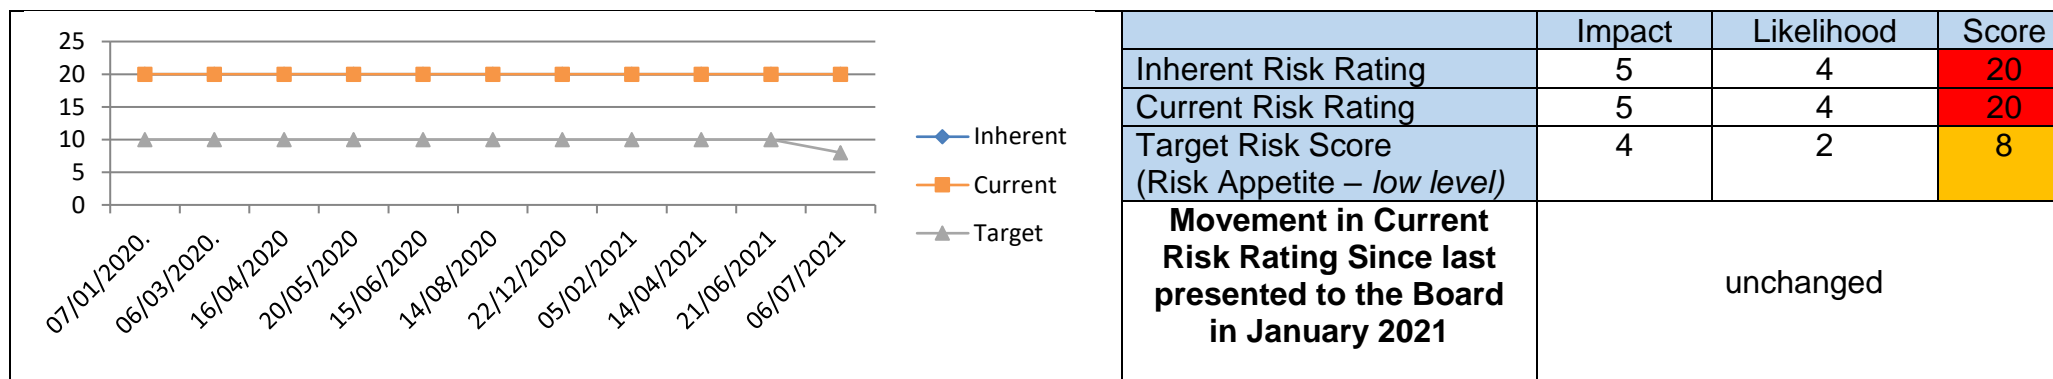 25
20
15
10
5
0
07/01/2020.
06/03/2020.
16/04/2020
20/05/2020
15/06/2020
14/08/2020
22/12/2020
05/02/2021
14/04/2021
21/06/2021
06/07/2021
Inherent
Current
Target
Impact Likelihood Score
Inherent Risk Rating 5 4 20
Current Risk Rating 5 4 20
Target Risk Score 4 2 8
(Risk Appetite – low level)
Movement in Current
Risk Rating Since last
presented to the Board
in January 2021
unchanged